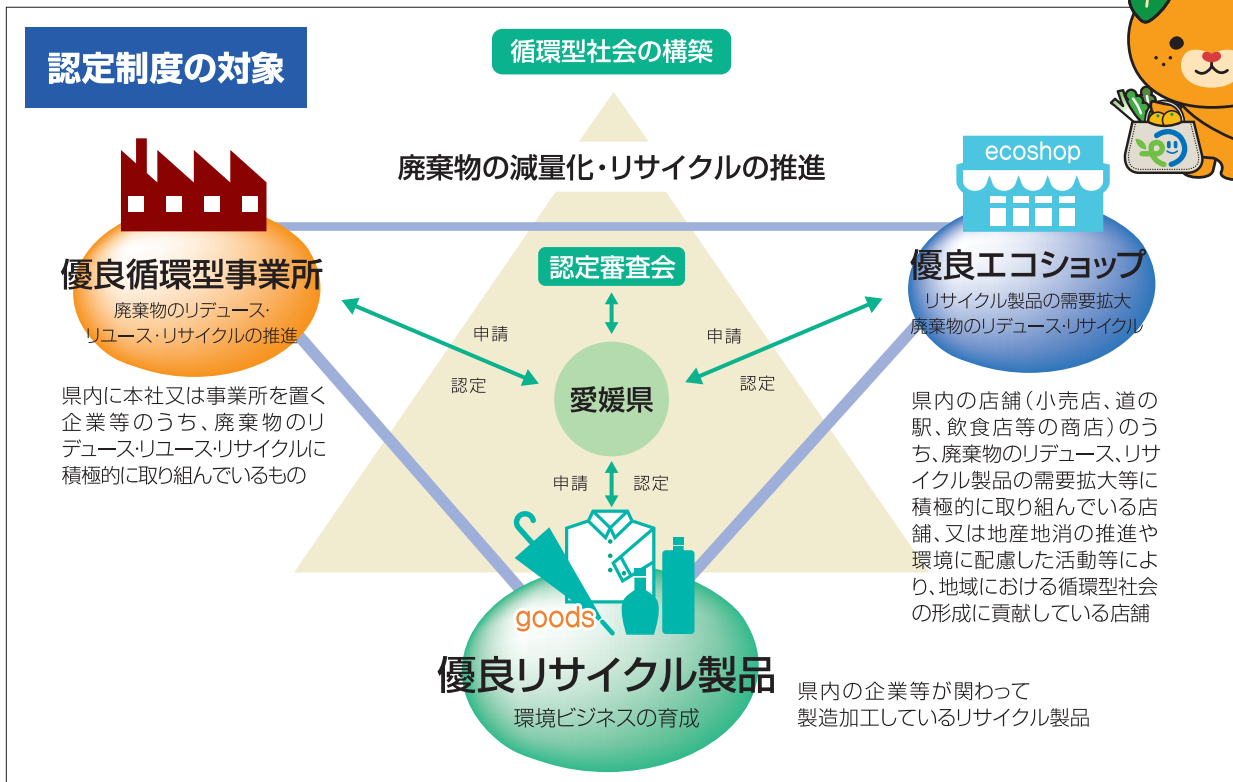 認定制度の対象
循環型社会の構築
廃棄物の減量化・リサイクルの推進
ecoshop
優良循環型事業所
廃棄物のリデュース・
リユース・リサイクルの推進
県内に本社又は事業所を置く
企業等のうち、廃棄物のリ
デュース・リユース・リサイクルに
積極的に取り組んでいるもの
認定審査会
申請
認定
愛媛県
申請
認定
申請
認定
優良エコショップ
リサイクル製品の需要拡大
廃棄物のリデュース・リサイクル
県内の店舗（小売店、道の
駅、飲食店等の商店）のう
ち、廃棄物のリデュース、リサ
イクル製品の需要拡大等に
積極的に取り組んでいる店
舗、又は地産地消の推進や
環境に配慮した活動等によ
り、地域における循環型社会
の形成に貢献している店舗
goods
優良リサイクル製品
環境ビジネスの育成
県内の企業等が関わって
製造加工しているリサイクル製品